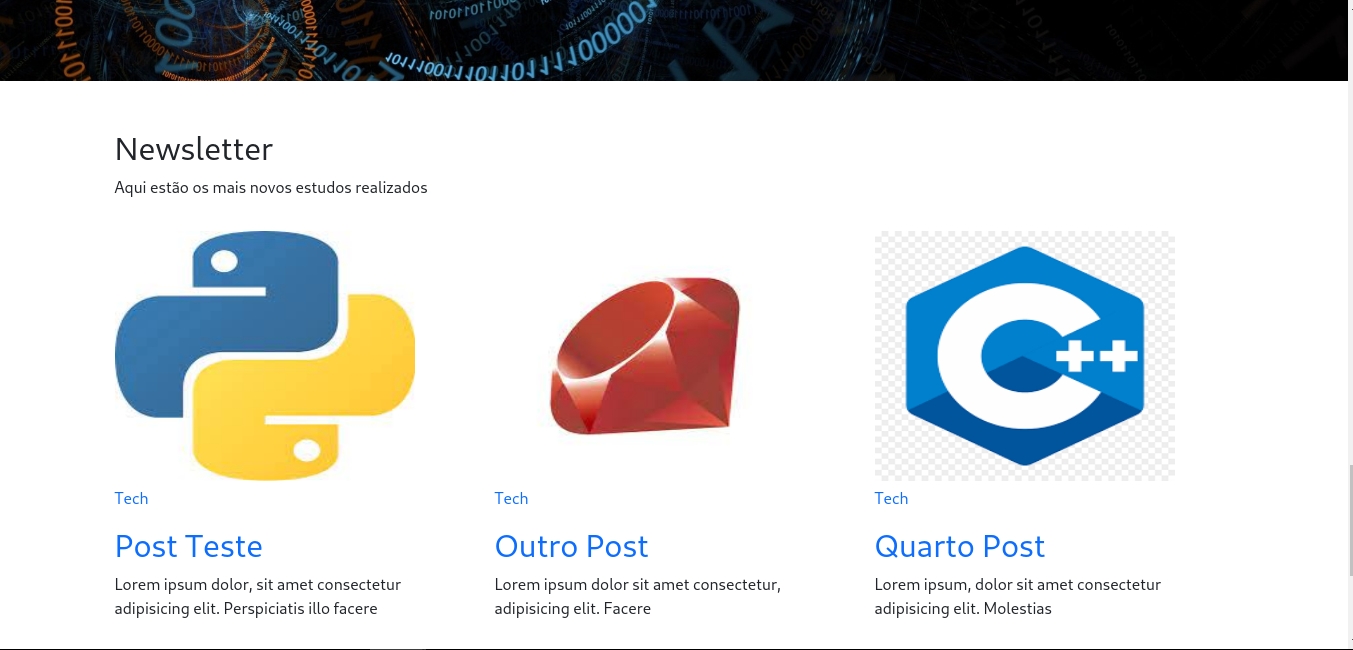 Newsletter
Aqui estão os mais novos estudos realizados
C++
Tech
Post Teste
Lorem ipsum dolor, sit amet consectetur
adipisicing elit. Perspiciatis illo facere
Tech
Outro Post
Lorem ipsum dolor sit amet consectetur,
adipisicing elit. Facere
Tech
Quarto Post
Lorem ipsum, dolor sit amet consectetur
adipisicing elit. Molestias